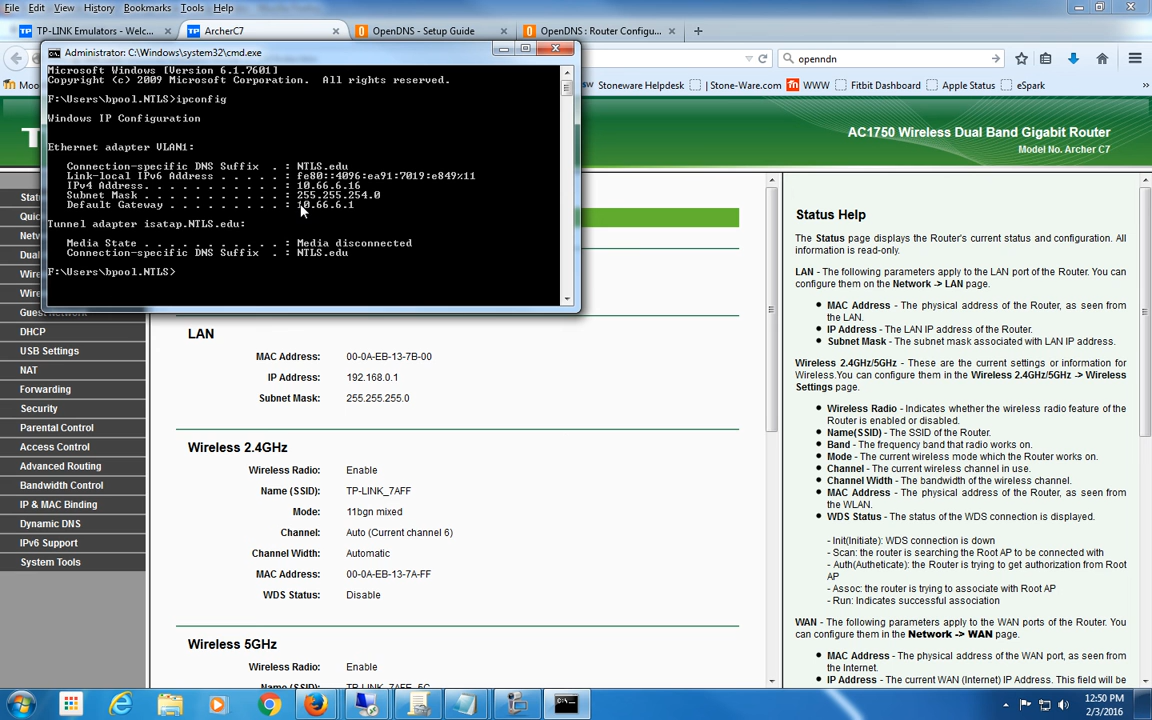 File Edit View History Bookmarks Tools Help
TP-LINK Emulators - Welc...
ArcherC7
OpenDNS : Setup Guide
OpenDNS : Router Configu...
openndn
Administrator: C:\Windows\system32\cmd.exe
Microsoft Windows [Version 6.1.7601]
Copyright (c) 2009 Microsoft Corporation. All rights reserved.
F:\Users\bpool.NTLS>ipconfig
Windows IP Configuration
Ethernet adapter VLAN1:
Connection-specific DNS Suffix . : NTLS.edu
Link-local IPv6 Address . . . . . : fe80::4096:ea91:7019:e849%11
IPv4 Address. . . . . . . . . . . : 10.66.6.16
Subnet Mask . . . . . . . . . . . : 255.255.254.0
Default Gateway . . . . . . . . . : 10.66.6.1
Tunnel adapter isatap.NTLS.edu:
Media State . . . . . . . . . . . : Media disconnected
Connection-specific DNS Suffix . : NTLS.edu
F:\Users\bpool.NTLS>
Moo
Stoneware Helpdesk
| Stone-Ware.com
WUFOO
Fitbit Dashboard
Apple Status
eSpark
AC1750 Wireless Dual Band Gigabit Router
Model No. Archer C7
DHCP
USB Settings
NAT
Forwarding
Security
Parental Control
Access Control
Advanced Routing
Bandwidth Control
IP & MAC Binding
Dynamic DNS
IPv6 Support
System Tools
LAN
MAC Address: 00-0A-EB-13-7B-00
IP Address: 192.168.0.1
Subnet Mask: 255.255.255.0
Wireless 2.4GHz
Wireless Radio: Enable
Name (SSID): TP-LINK_7AFF
Mode: 11bgn mixed
Channel: Auto (Current channel 6)
Channel Width: Automatic
MAC Address: 00-0A-EB-13-7A-FF
WDS Status: Disable
Wireless 5GHz
Wireless Radio: Enable
Name (SSID): TP-LINK_7AFF_5G
Status Help
The Status page displays the Router's current status and configuration. All
information is read-only.
LAN - The following parameters apply to the LAN port of the Router. You can
configure them on the Network -> LAN page.
MAC Address - The physical address of the Router, as seen from
the LAN.
IP Address - The LAN IP address of the Router.
Subnet Mask - The subnet mask associated with LAN IP address.
Wireless 2.4GHz/5GHz - These are the current settings or information for
Wireless.You can configure them in the Wireless 2.4GHz/5GHz -> Wireless
Settings page.
Wireless Radio - Indicates whether the wireless radio feature of the
Router is enabled or disabled.
Name(SSID) - The SSID of the Router.
Band - The frequency band that radio works on.
Mode - The current wireless mode which the Router works on.
Channel - The current wireless channel in use.
Channel Width - The bandwidth of the wireless channel.
MAC Address - The physical address of the Router, as seen from
the WLAN.
WDS Status - The status of the WDS connection is displayed.
- Init(Initiate): WDS connection is down
- Scan: the router is searching the Root AP to be connected with
- Auth(Autheticate): the Router is trying to get authorization from Root
AP
- Assoc: the router is trying to associate with Root AP
- Run: Indicates successful association
WAN - The following parameters apply to the WAN ports of the Router. You can
configure them in the Network -> WAN page.
MAC Address - The physical address of the WAN port, as seen from
the Internet.
IP Address - The current WAN (Internet) IP Address. This field will be
12:50 PM
2/3/2016